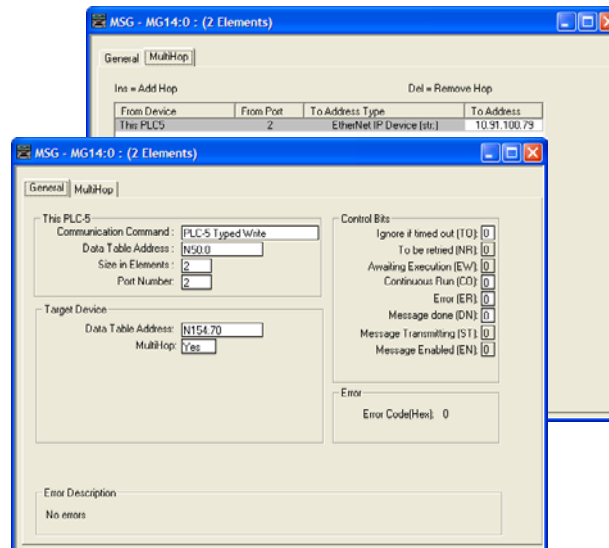 MSG - MG14:0 : (2 Elements)
General MultiHop
Ins = Add Hop Del = Remove Hop
From Device From Port To Address Type To Address
This PLC5 2 EtherNet IP Device (str.) 10.91.100.79
MSG - MG14:0 : (2 Elements)
General MultiHop
This PLC-5
Communication Command : PLC-5 Typed Write
Data Table Address : N50:0
Size in Elements : 2
Port Number: 2
Target Device
Data Table Address: N154:70
MultiHop: Yes
Control Bits
Ignore if timed out (TO): 0
To be retried (NR): 0
Awaiting Execution (EW): 0
Continuous Run (CO): 0
Error (ER): 0
Message done (DN): 0
Message Transmitting (ST): 0
Message Enabled (EN): 0
Error
Error Code(Hex): 0
Error Description
No errors